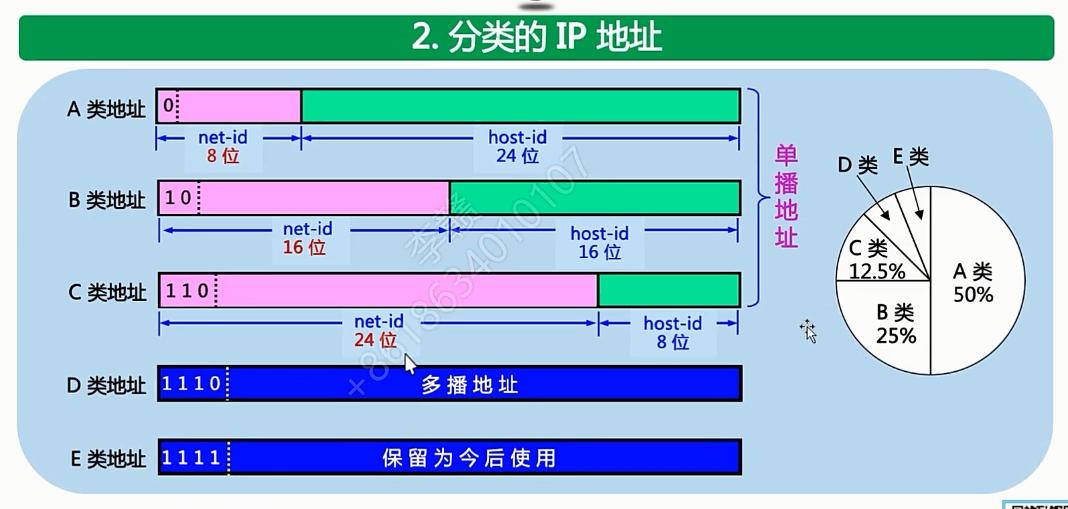 2. 分类的 IP 地址
A 类地址
0
net-id
8 位
host-id
24 位
B 类地址
1 0
net-id
16 位
host-id
16 位
C 类地址
1 1 0
net-id
24 位
host-id
8 位
D 类地址
1 1 1 0
多播地址
E 类地址
1 1 1 1
保留为今后使用
单播地址
D 类
E 类
C 类
12.5%
A 类
50%
B 类
25%
+8618634010107